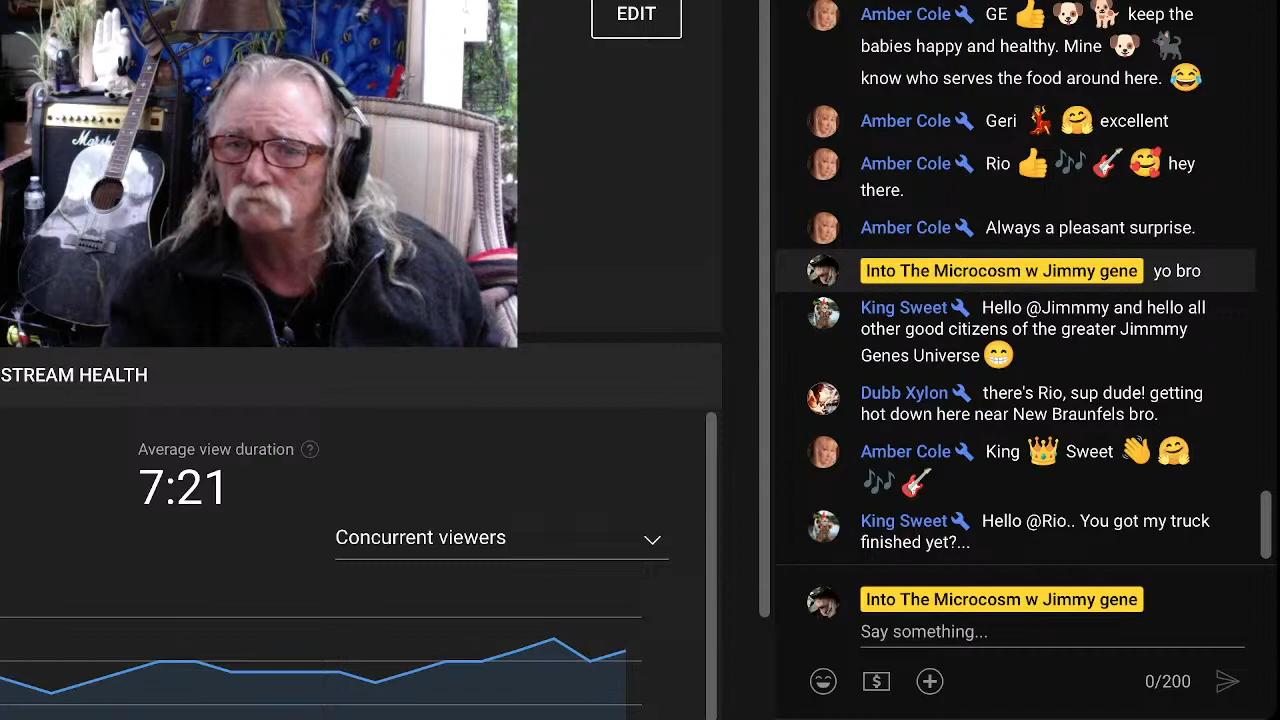 EDIT
Marshall
STREAM HEALTH
Average view duration ?
7:21
Concurrent viewers
Amber Cole GE 👍 🐶 🐕 keep the
babies happy and healthy. Mine 🐶 🐈‍⬛
know who serves the food around here. 😂
Amber Cole Geri 💃 🤗 excellent
Amber Cole Rio 👍 🎶 🎸 🥰 hey
there.
Amber Cole Always a pleasant surprise.
Into The Microcosm w Jimmy gene yo bro
King Sweet Hello @Jimmmy and hello all
other good citizens of the greater Jimmmy
Genes Universe 😁
Dubb Xylon there's Rio, sup dude! getting
hot down here near New Braunfels bro.
Amber Cole King 👑 Sweet 👋 🤗
🎶 🎸
King Sweet Hello @Rio.. You got my truck
finished yet?...
Into The Microcosm w Jimmy gene
Say something...
$ 0/200